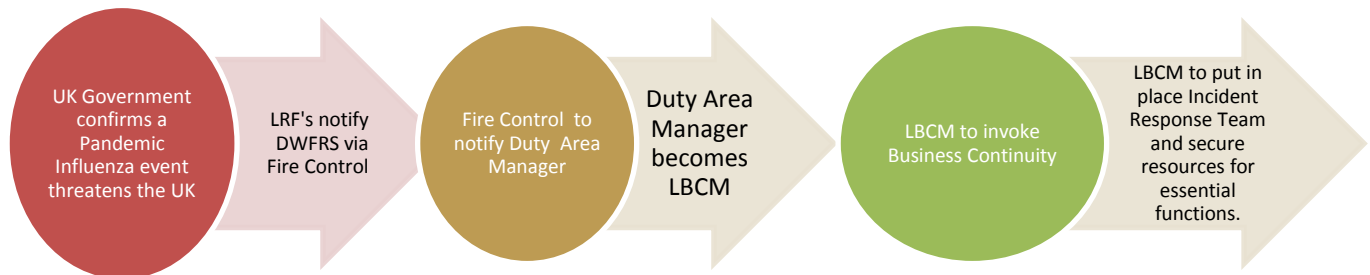 UK Government
confirms a
Pandemic
Influenza event
threatens the UK
LRF's notify
DWFRS via
Fire Control
Fire Control to
notify Duty Area
Manager
Duty Area
Manager
becomes
LBCM
LBCM to invoke
Business Continuity
LBCM to put in
place Incident
Response Team
and secure
resources for
essential
functions.